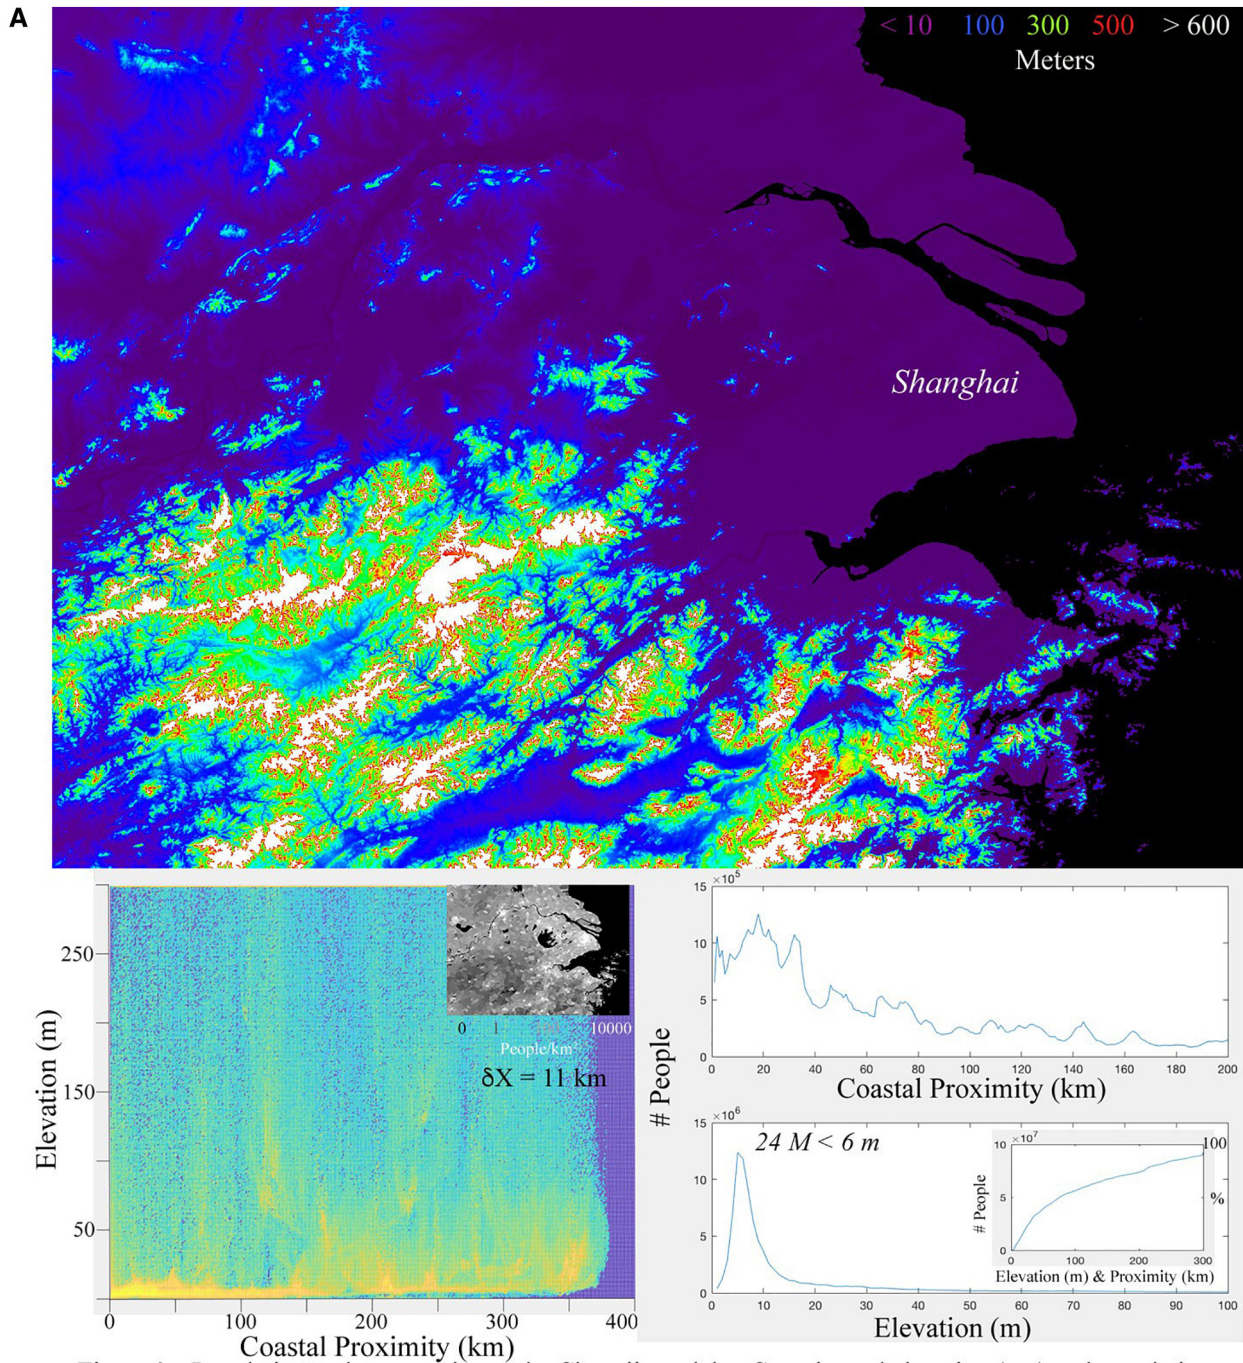 A
< 10 100 300 500 > 600
Meters
Shanghai
250
150
50
Elevation (m)
0 100 200 300 400
Coastal Proximity (km)
0 1 10000
People/km²
δX = 11 km
×10⁵
15
10
5
0
0 20 40 60 80 100 120 140 160 180 200
Coastal Proximity (km)
# People
×10⁶
15
10
5
0
24 M < 6 m
0 10 20 30 40 50 60 70 80 90 100
Elevation (m)
×10⁷
10
5
0
# People
100
%
0 100 200 300
Elevation (m) & Proximity (km)